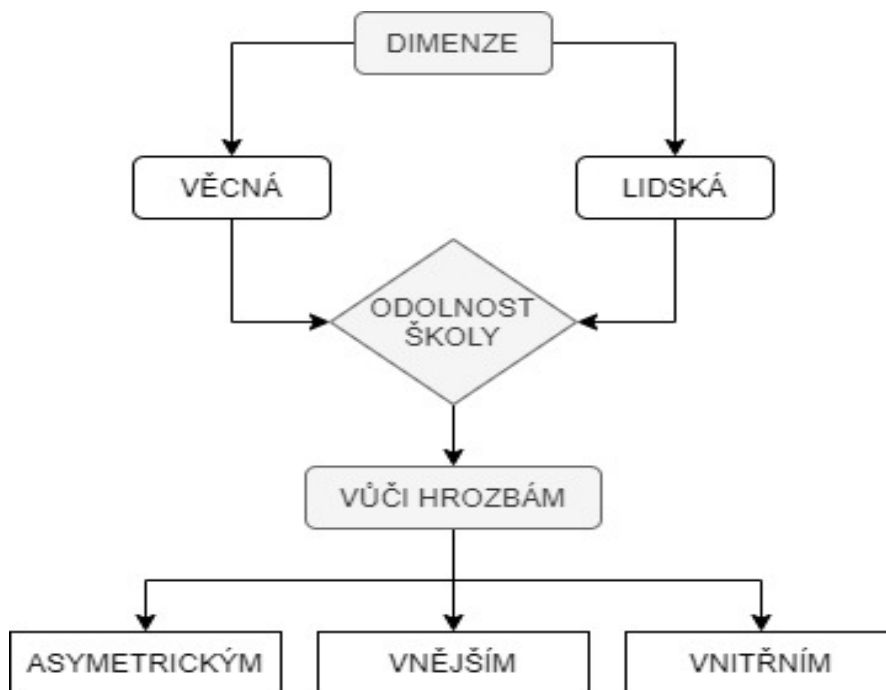 DIMENZE
VĚCNÁ
LIDSKÁ
ODOLNOST
ŠKOLY
VŮČI HROZBÁM
ASYMETRICKÝM
VNĚJŠÍM
VNITŘNÍM